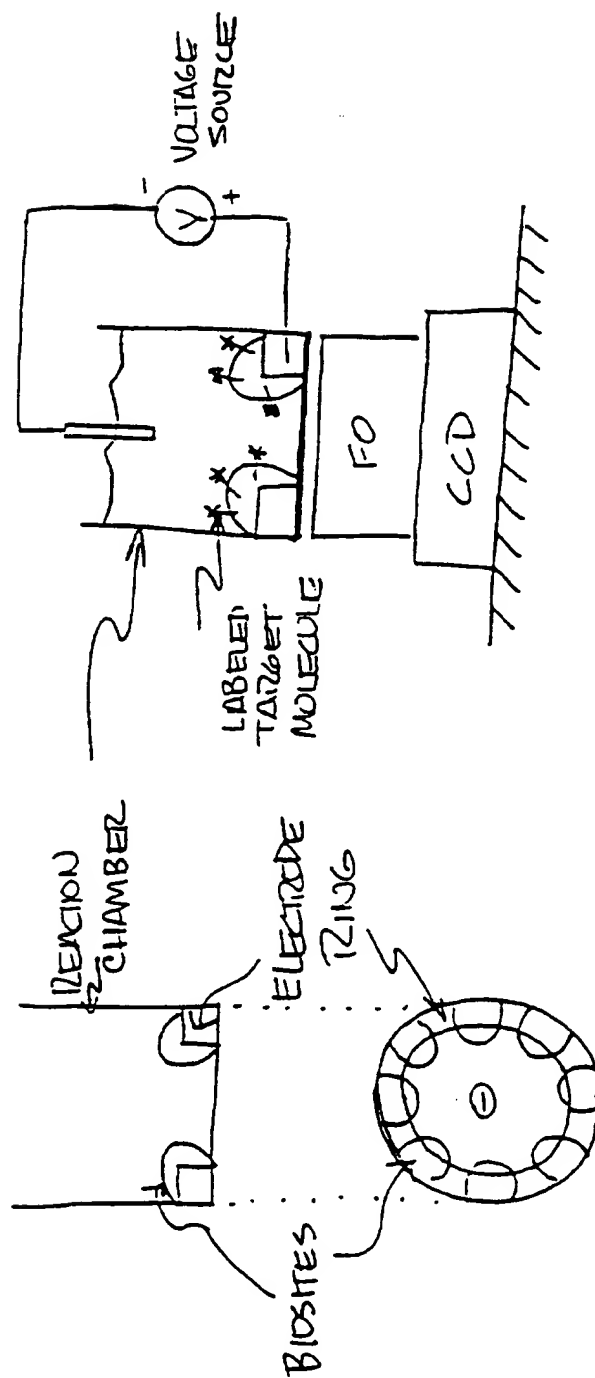 REACTION
CHAMBER
BIOSITES
ELECTRODE
RING
LABELED
TARGET
MOLECULE
-
V
+
VOLTAGE
SOURCE
FO
CCD
-